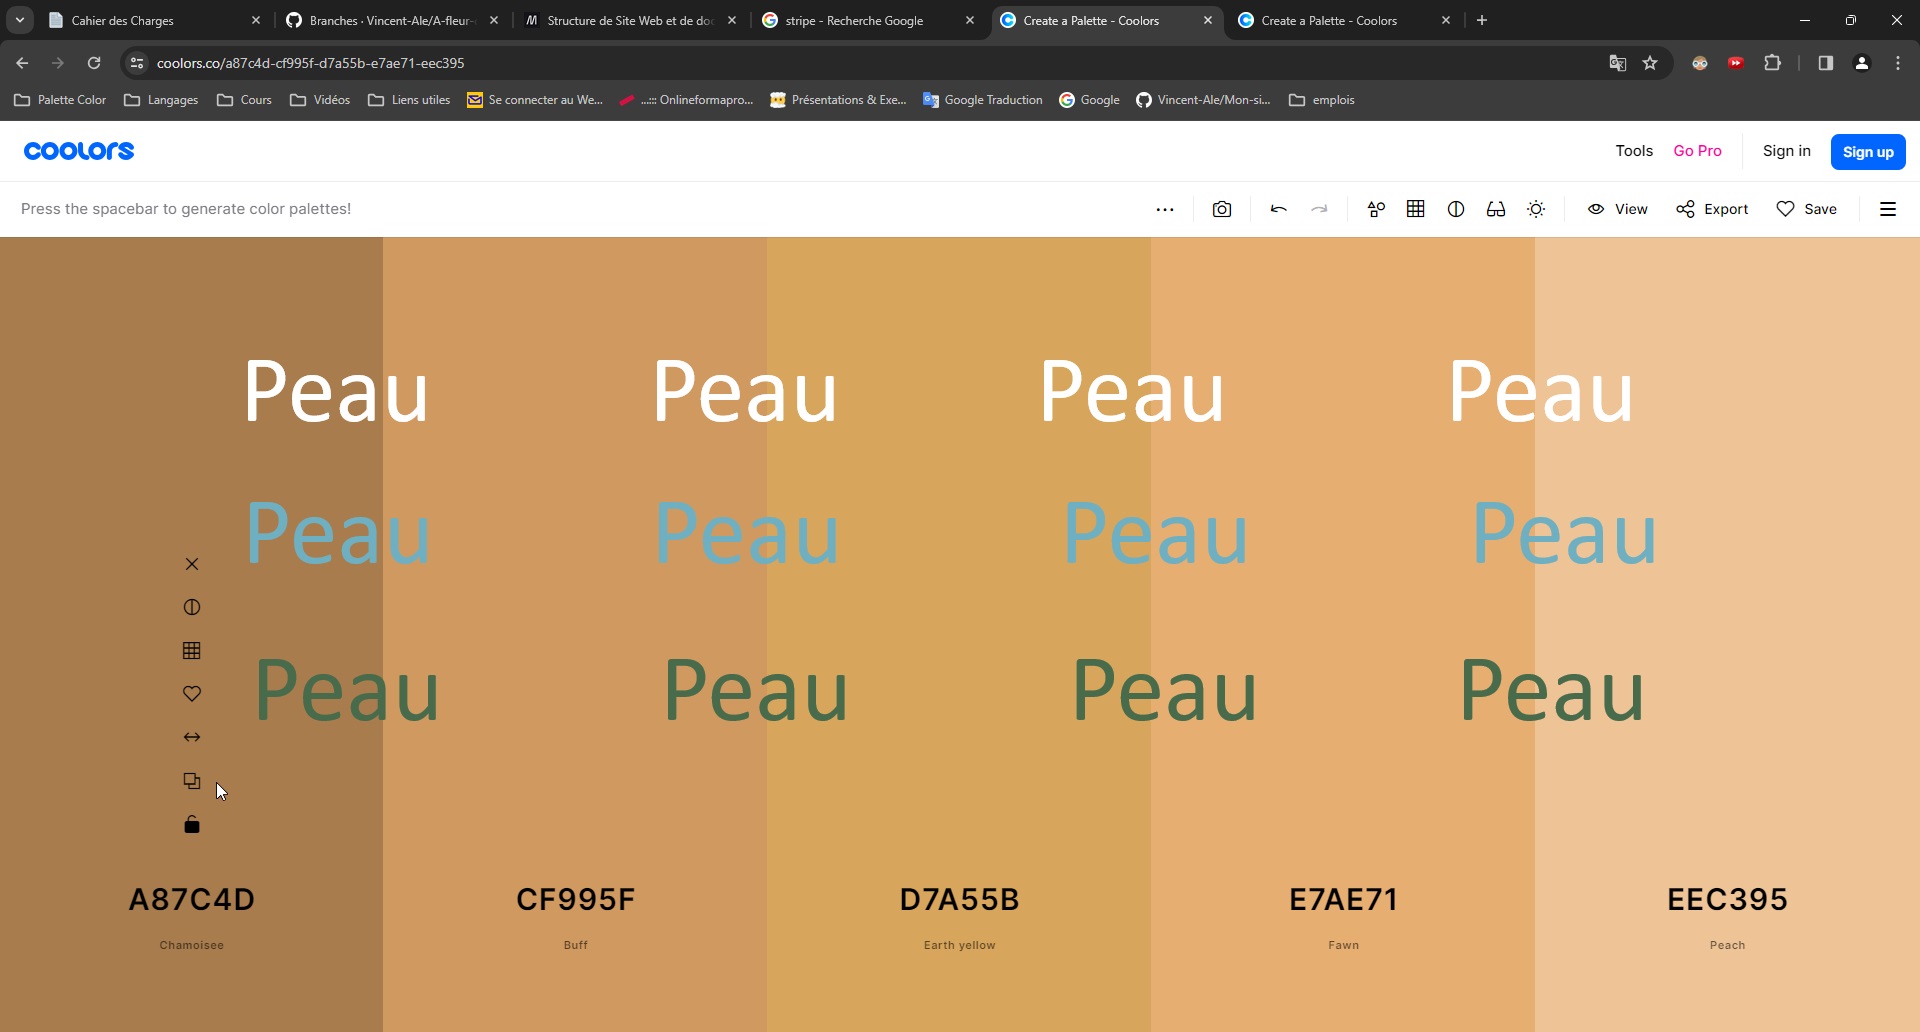 Cahier des Charges
Branches · Vincent-Ale/A-fleur-
Structure de Site Web et de do
stripe - Recherche Google
Create a Palette - Coolors
Create a Palette - Coolors
coolors.co/a87c4d-cf995f-d7a55b-e7ae71-eec395
Palette Color
Langages
Cours
Vidéos
Liens utiles
Se connecter au We...
..::: Onlineformapro...
Présentations & Exe...
Google Traduction
Google
Vincent-Ale/Mon-si...
emplois
coolors
Tools
Go Pro
Sign in
Sign up
Press the spacebar to generate color palettes!
View
Export
Save
Peau Peau Peau Peau
Peau Peau Peau Peau
Peau Peau Peau Peau
A87C4D CF995F D7A55B E7AE71 EEC395
Chamoisee Buff Earth yellow Fawn Peach